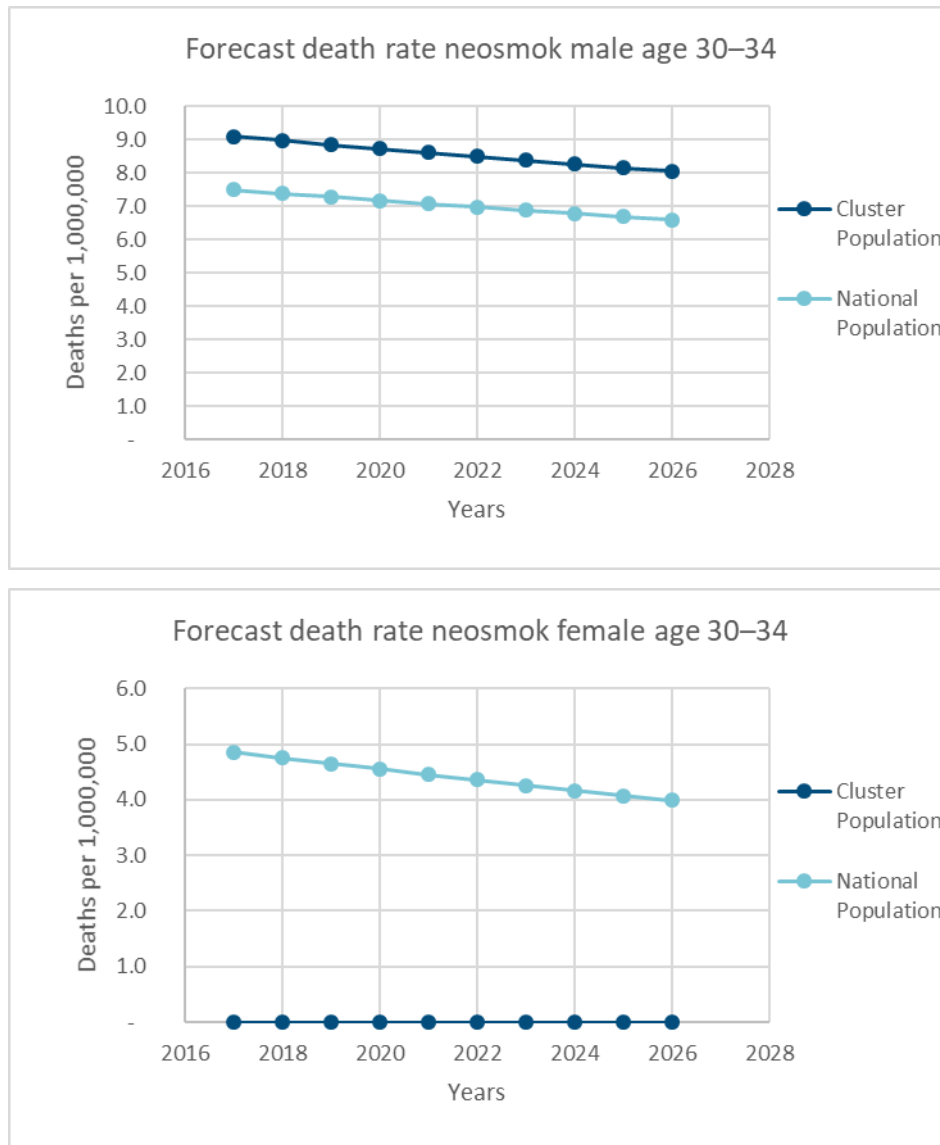 Forecast death rate neosmok male age 30–34
Deaths per 1,000,000
10.0
9.0
8.0
7.0
6.0
5.0
4.0
3.0
2.0
1.0
-
2016 2018 2020 2022 2024 2026 2028
Years
Cluster
Population
National
Population
Forecast death rate neosmok female age 30–34
Deaths per 1,000,000
6.0
5.0
4.0
3.0
2.0
1.0
-
2016 2018 2020 2022 2024 2026 2028
Years
Cluster
Population
National
Population